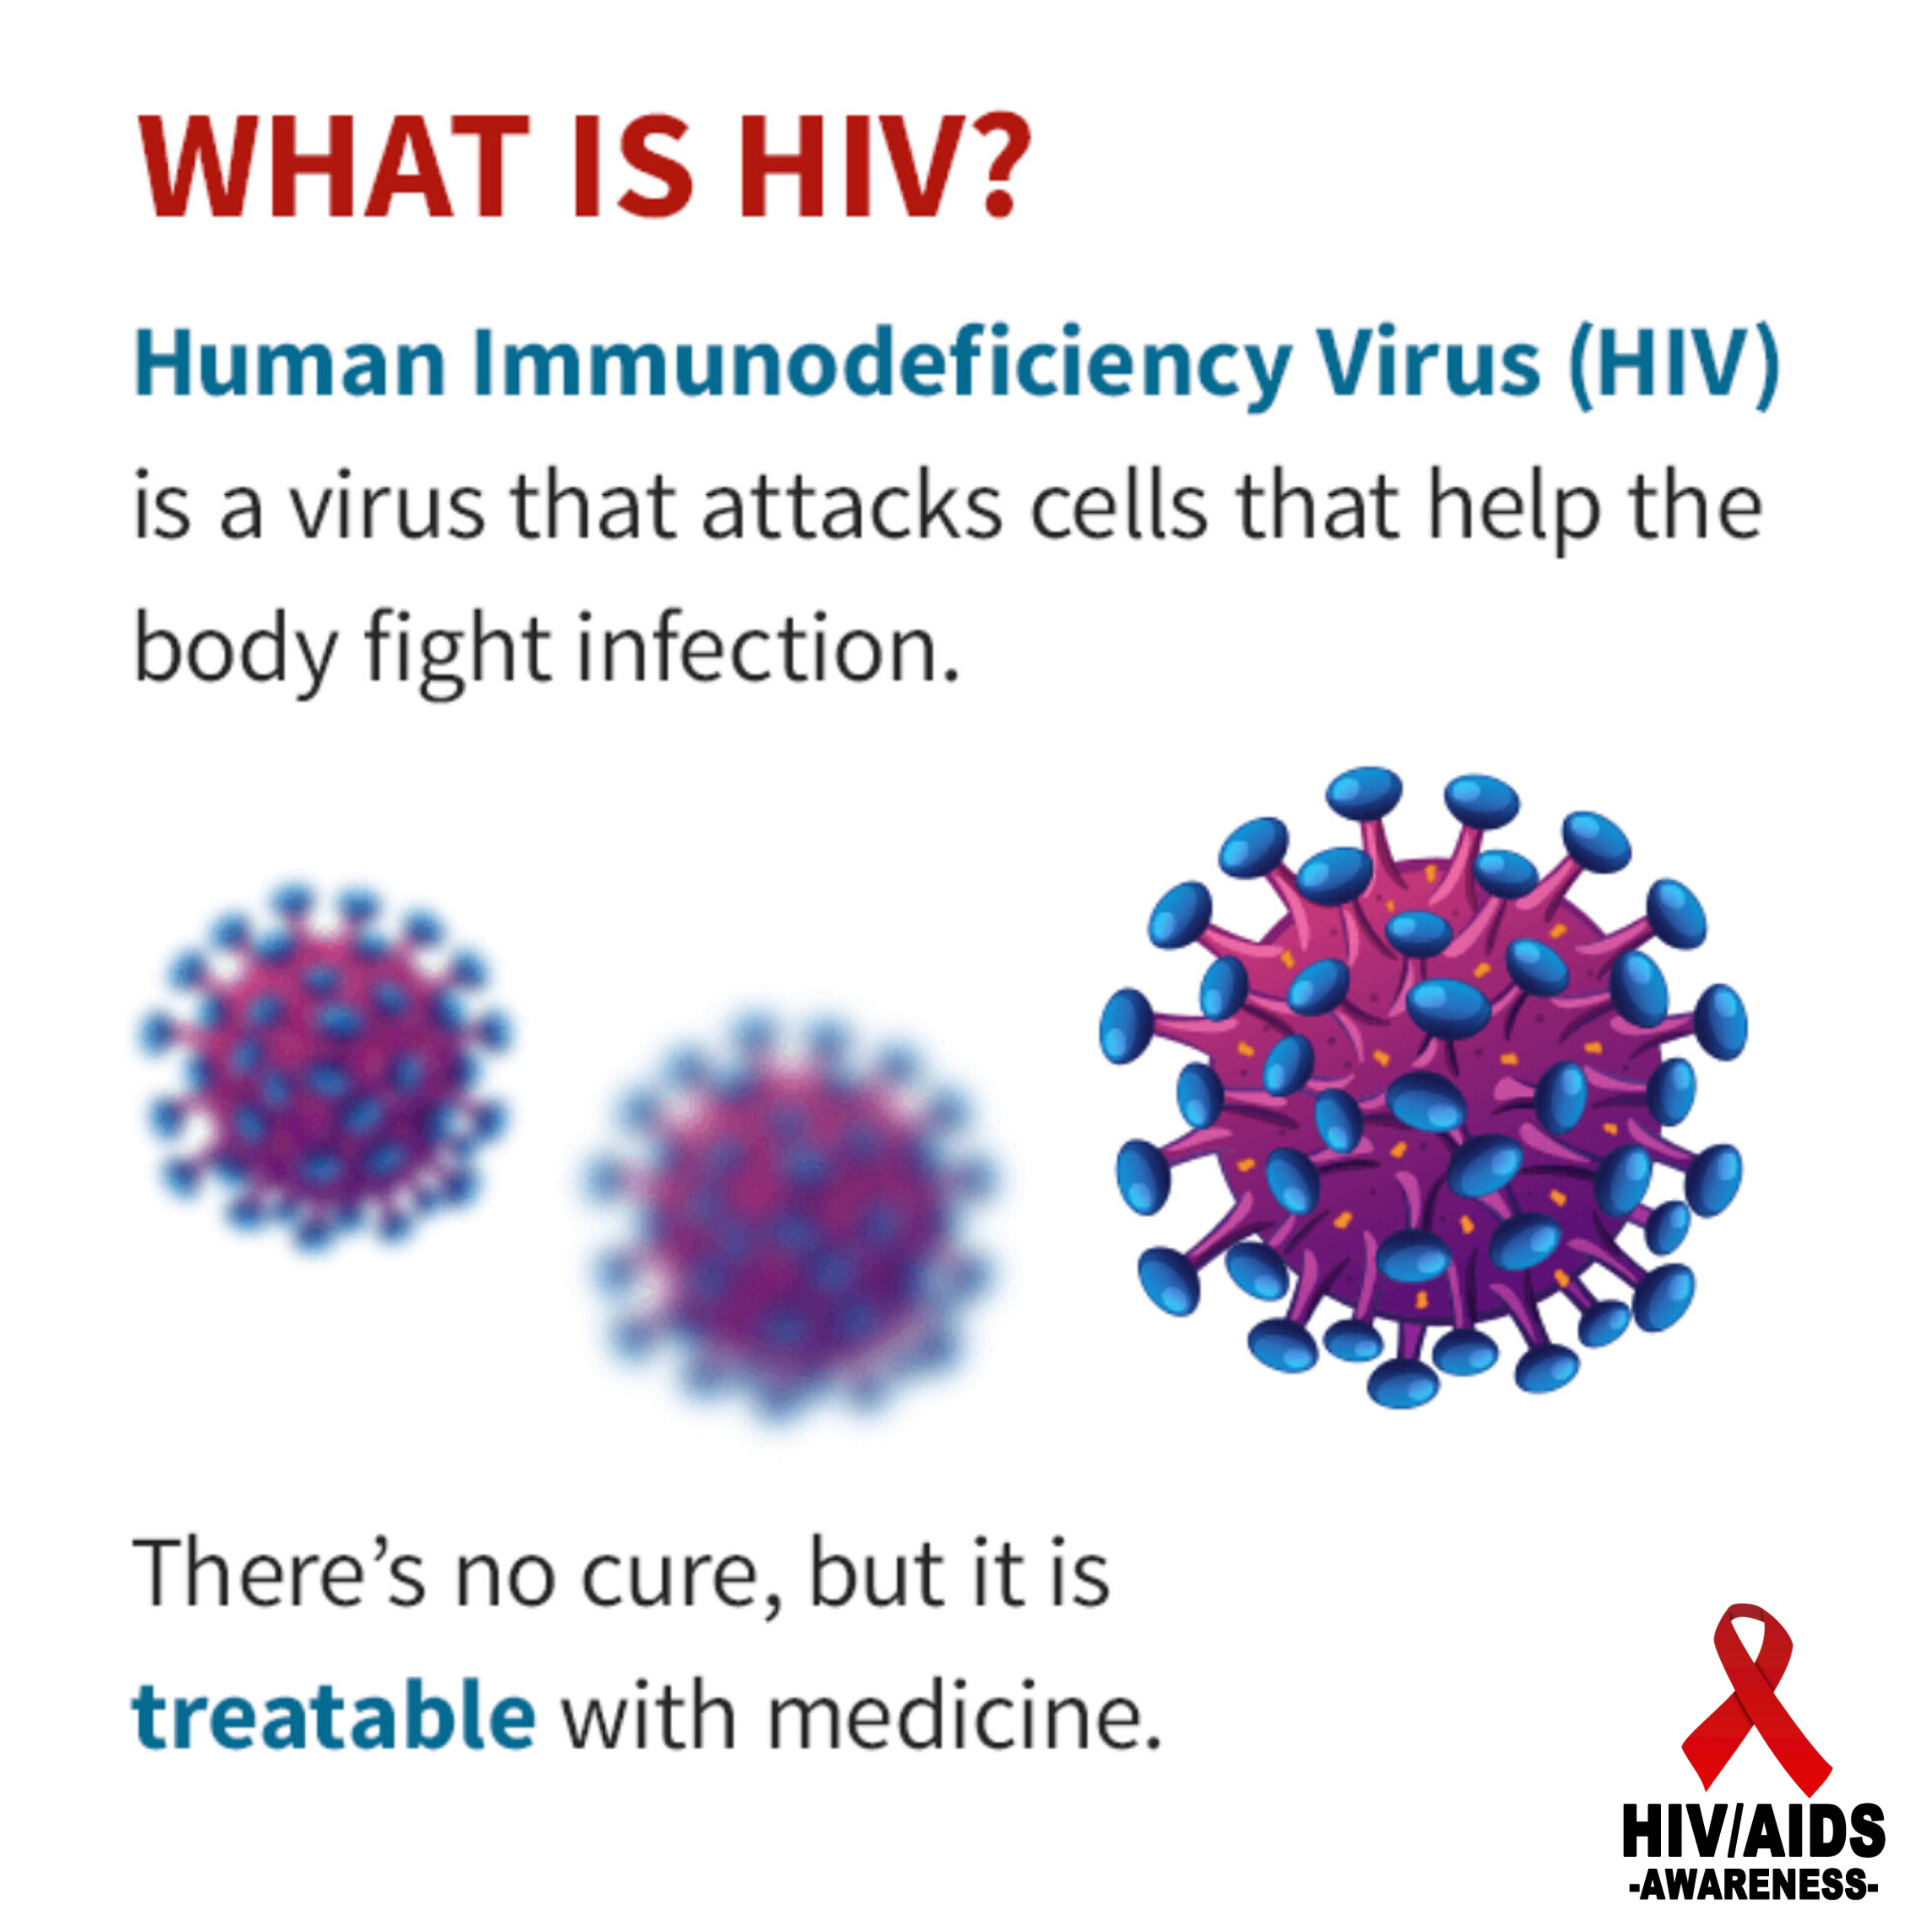 WHAT IS HIV?
Human Immunodeficiency Virus (HIV)
is a virus that attacks cells that help the
body fight infection.
There’s no cure, but it is
treatable with medicine.
HIV/AIDS
-AWARENESS-